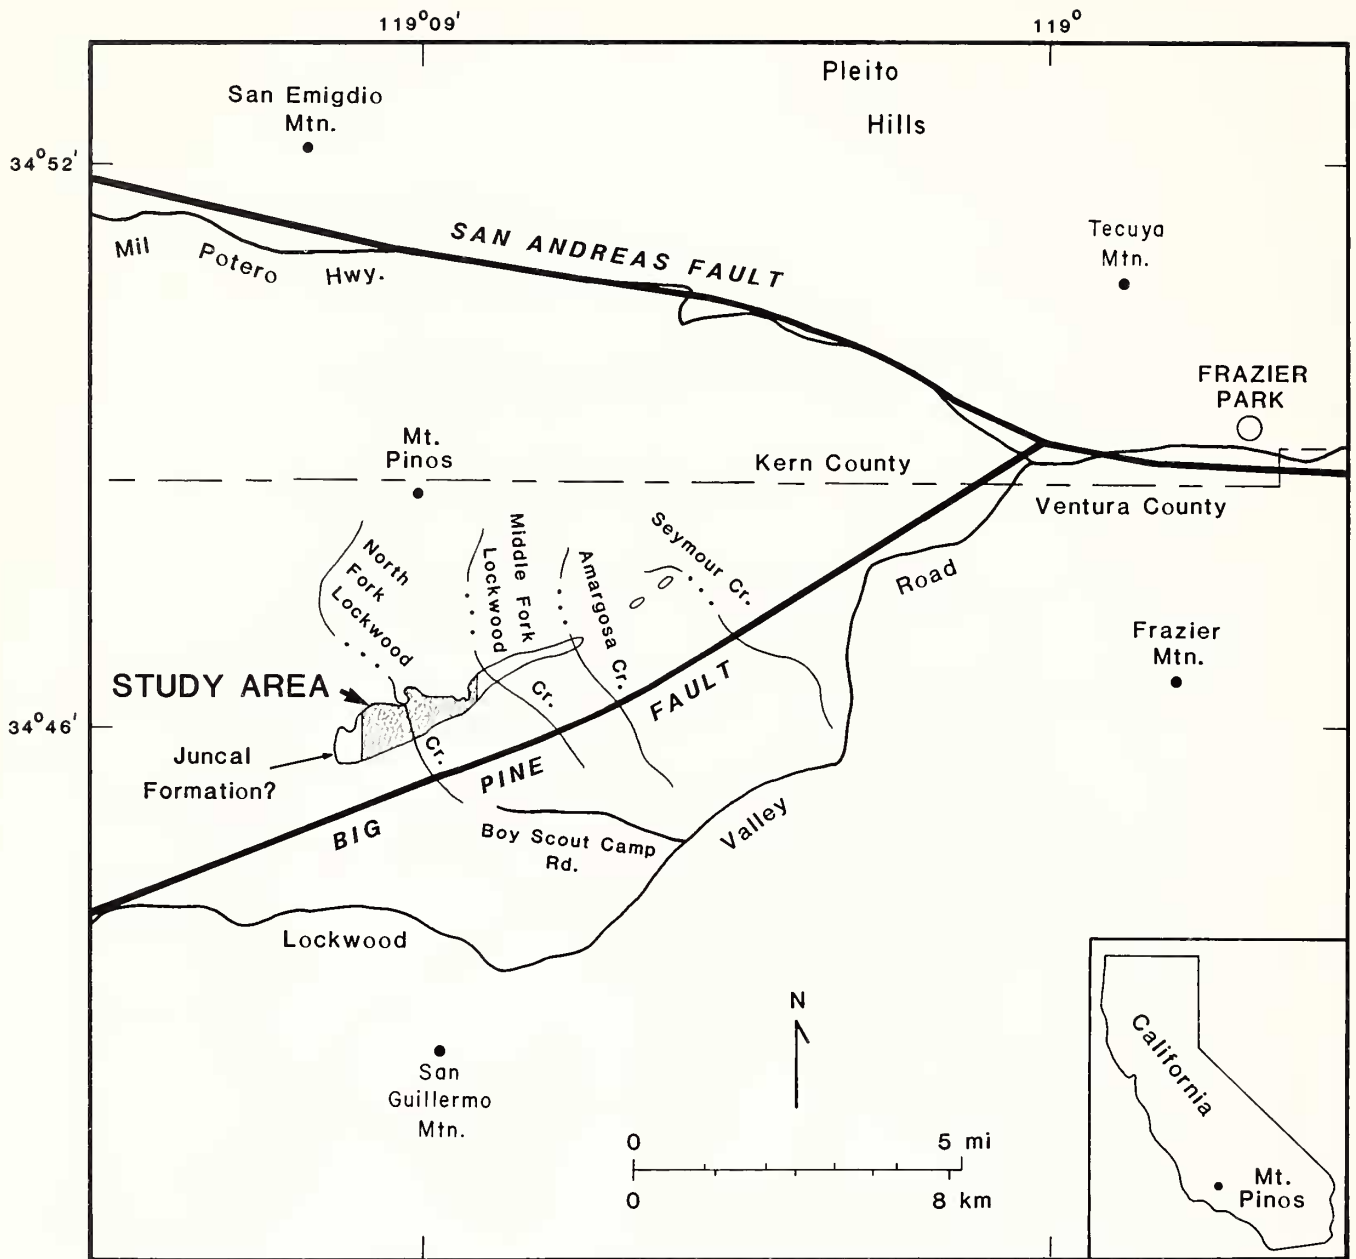 119°09'
119°
Pleito
Hills
San Emigdio
Mtn.
34°52'
SAN ANDREAS FAULT
Mil Potero Hwy.
Tecuya
Mtn.
FRAZIER
PARK
Mt.
Pinos
Kern County
Ventura County
North
Fork
Lockwood
Cr.
Middle Fork
Lockwood
Cr.
Amargosa Cr.
Seymour Cr.
Road
Frazier
Mtn.
STUDY AREA
34°46'
Juncal
Formation?
BIG PINE FAULT
Boy Scout Camp
Rd.
Valley
Lockwood
San
Guillermo
Mtn.
N
0 5 mi
0 8 km
California
Mt.
Pinos